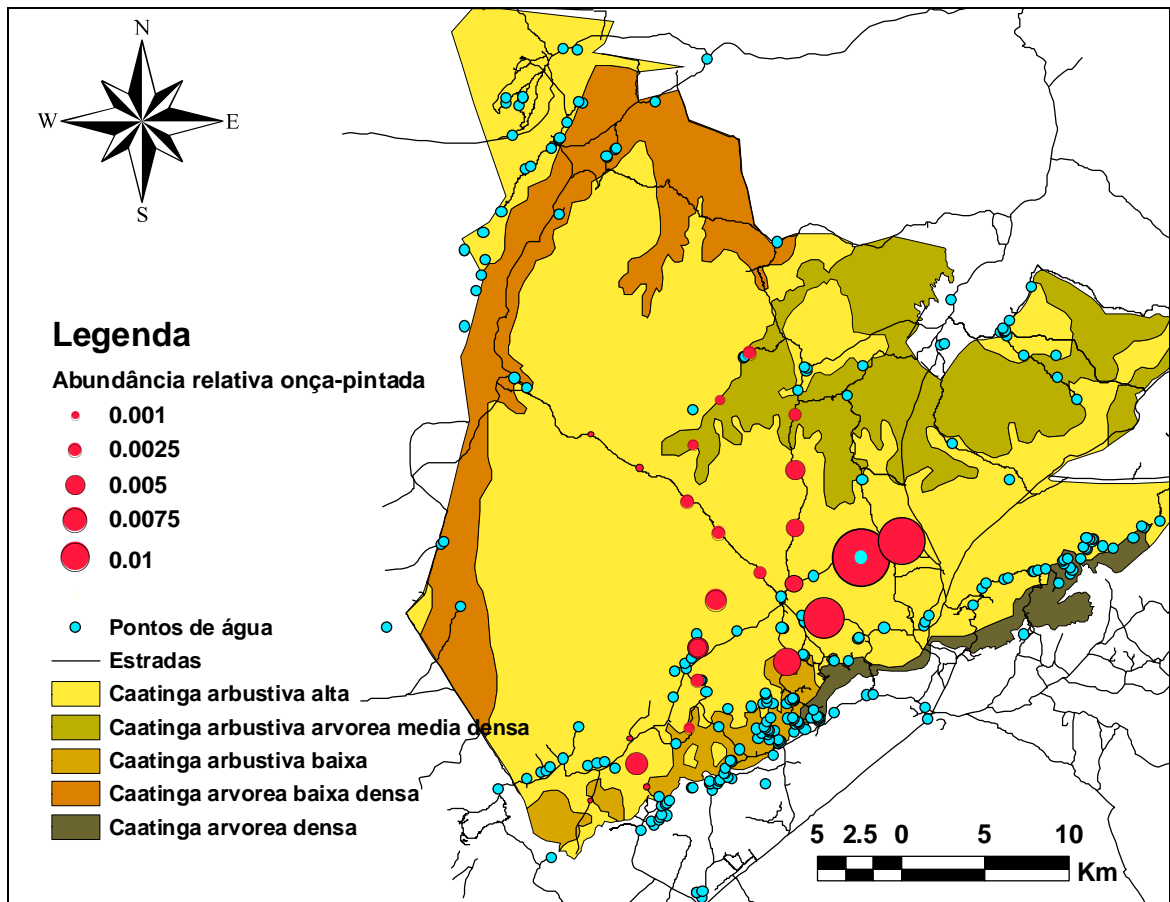 N
W
E
S
Legenda
Abundância relativa onça-pintada
0.001
0.0025
0.005
0.0075
0.01
Pontos de água
Estradas
Caatinga arbustiva alta
Caatinga arbustiva arvorea media densa
Caatinga arbustiva baixa
Caatinga arvorea baixa densa
Caatinga arvorea densa
5 2.5 0 5 10
Km